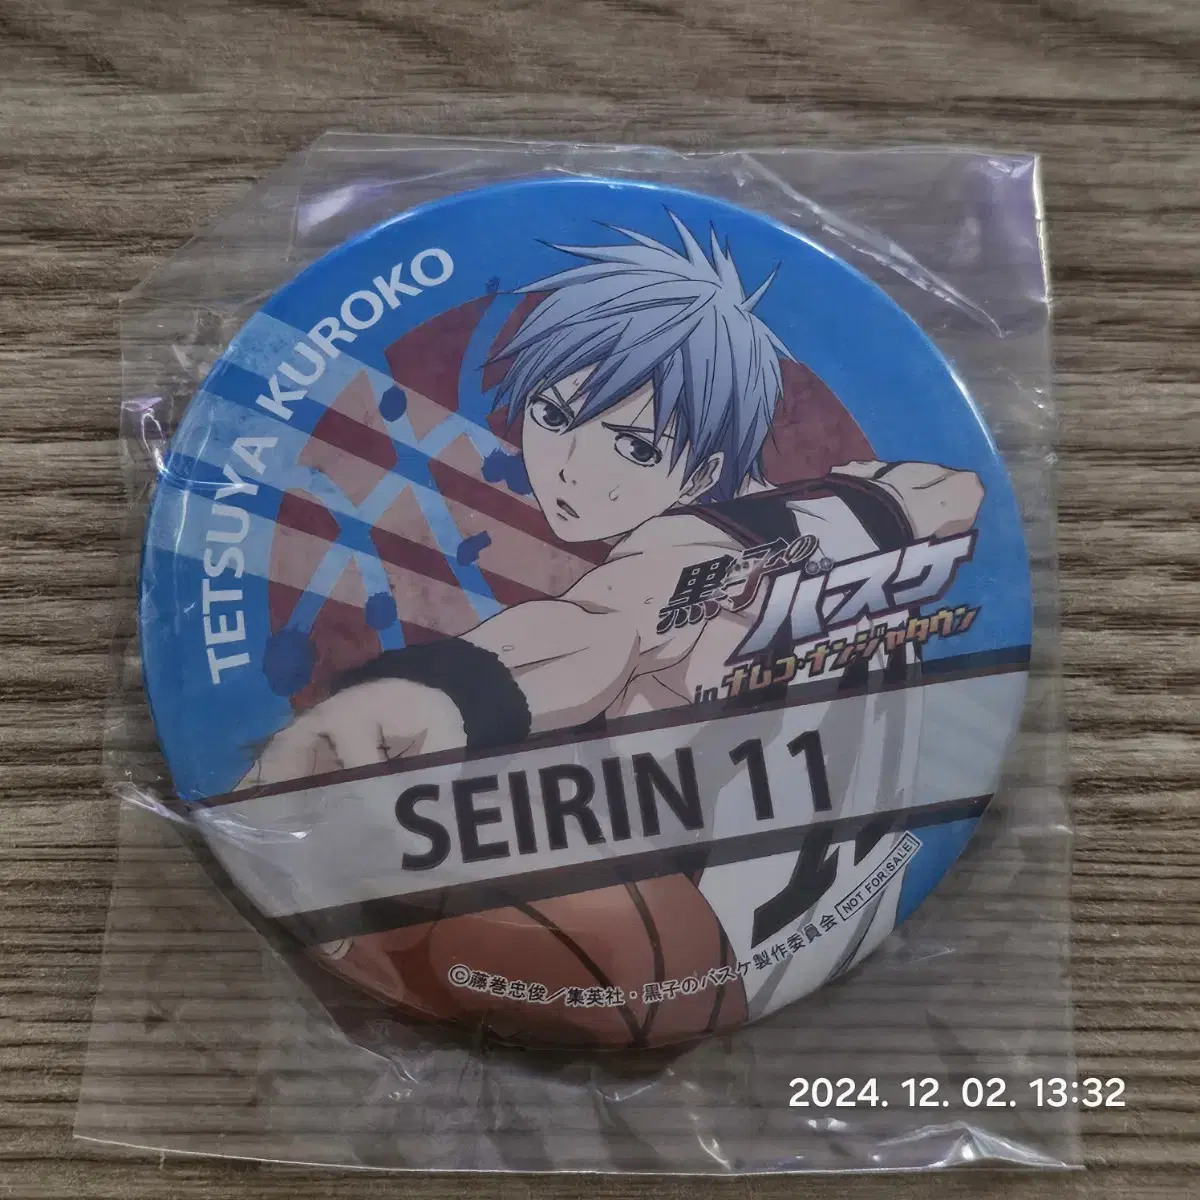 TETSUYA KUROKO
黒子の
バスケ
in ナムコ・ナンジャタウン
SEIRIN 11
NOT FOR SALE
©藤巻忠俊／集英社・黒子のバスケ製作委員会
2024. 12. 02. 13:32